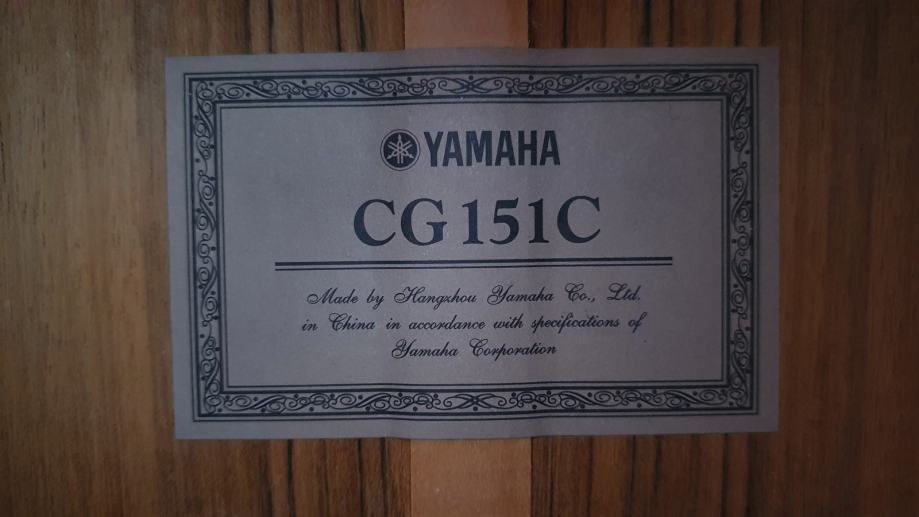 YAMAHA
CG151C
Made by Hangzhou Yamaha Co., Ltd.
in China in accordance with specifications of
Yamaha Corporation